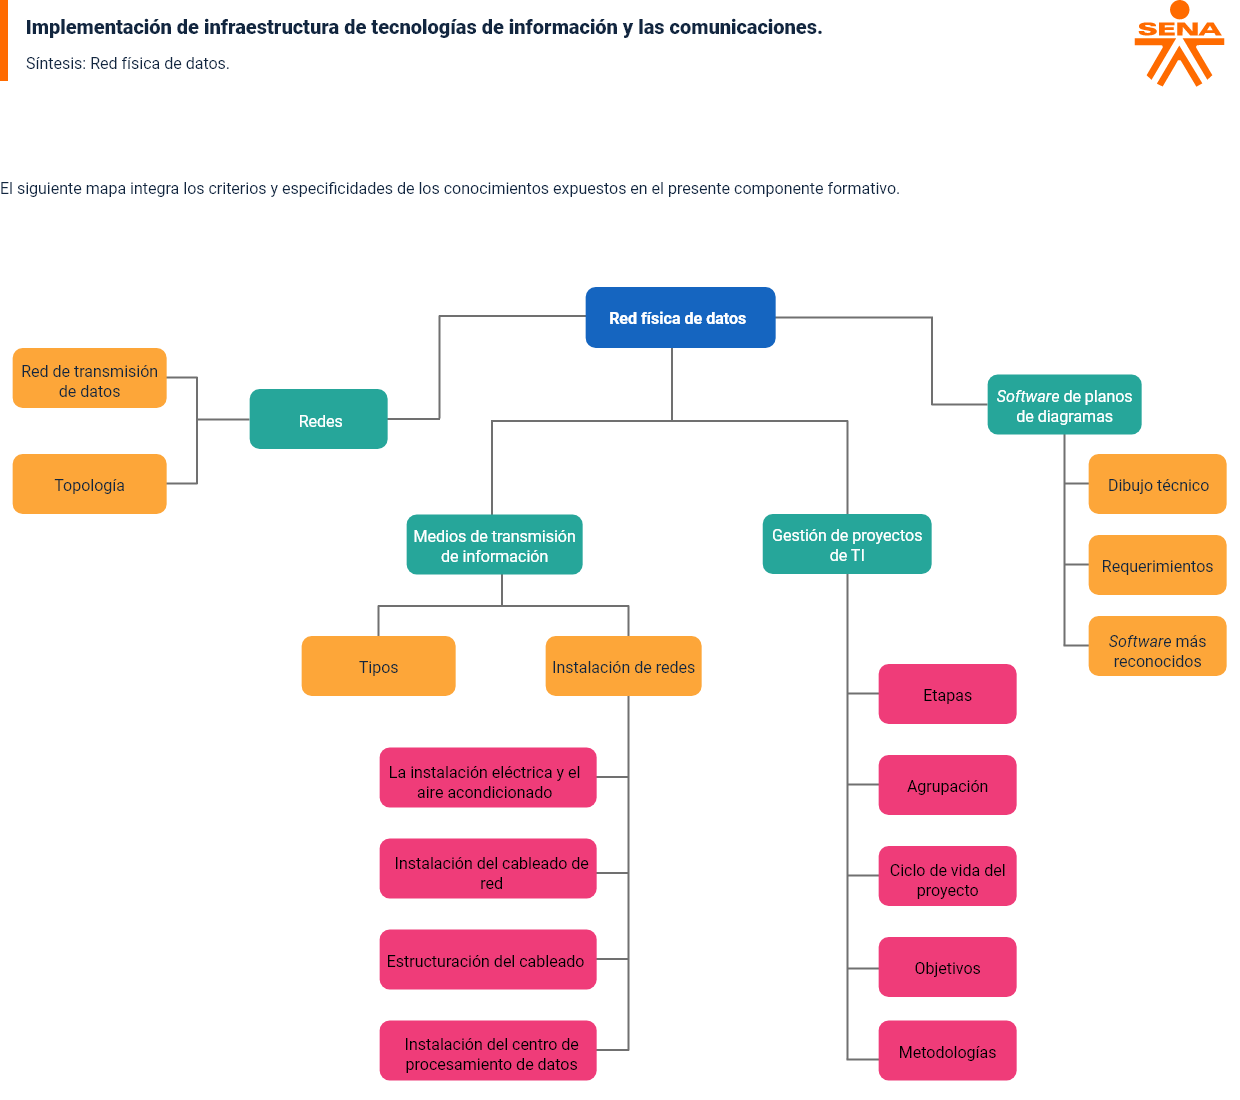 Implementación de infraestructura de tecnologías de información y las comunicaciones.
Síntesis: Red física de datos.
SENA
El siguiente mapa integra los criterios y especificidades de los conocimientos expuestos en el presente componente formativo.
Red física de datos
Red de transmisión
de datos
Topología
Redes
Software de planos
de diagramas
Dibujo técnico
Requerimientos
Software más
reconocidos
Medios de transmisión
de información
Gestión de proyectos
de TI
Tipos
Instalación de redes
La instalación eléctrica y el
aire acondicionado
Instalación del cableado de
red
Estructuración del cableado
Instalación del centro de
procesamiento de datos
Etapas
Agrupación
Ciclo de vida del
proyecto
Objetivos
Metodologías